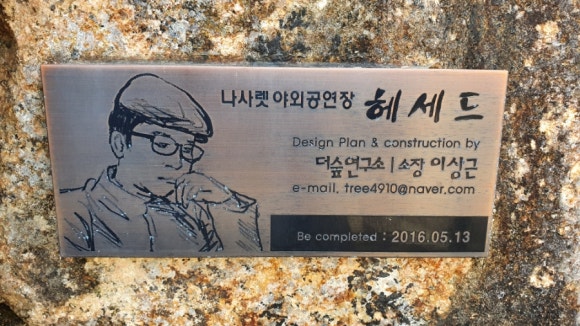 나사렛 야외공연장 헤세드
Design Plan & construction by
더숲연구소 | 소장 이상근
e-mail. tree4910@naver.com
Be completed : 2016.05.13